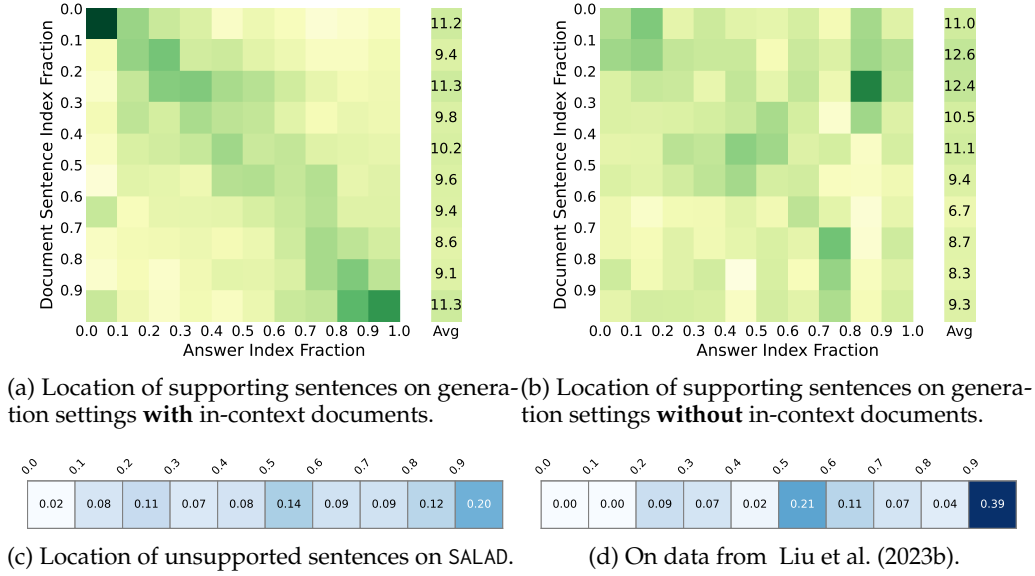 Document Sentence Index Fraction
0.0
0.1
0.2
0.3
0.4
0.5
0.6
0.7
0.8
0.9
0.0 0.1 0.2 0.3 0.4 0.5 0.6 0.7 0.8 0.9 1.0
Answer Index Fraction
11.2
9.4
11.3
9.8
10.2
9.6
9.4
8.6
9.1
11.3
Avg
Document Sentence Index Fraction
0.0
0.1
0.2
0.3
0.4
0.5
0.6
0.7
0.8
0.9
0.0 0.1 0.2 0.3 0.4 0.5 0.6 0.7 0.8 0.9 1.0
Answer Index Fraction
11.0
12.6
12.4
10.5
11.1
9.4
6.7
8.7
8.3
9.3
Avg
(a) Location of supporting sentences on genera-
tion settings with in-context documents.
(b) Location of supporting sentences on genera-
tion settings without in-context documents.
0.0 0.1 0.2 0.3 0.4 0.5 0.6 0.7 0.8 0.9
0.02 0.08 0.11 0.07 0.08 0.14 0.09 0.09 0.12 0.20
(c) Location of unsupported sentences on SALAD.
0.0 0.1 0.2 0.3 0.4 0.5 0.6 0.7 0.8 0.9
0.00 0.00 0.09 0.07 0.02 0.21 0.11 0.07 0.04 0.39
(d) On data from Liu et al. (2023b).